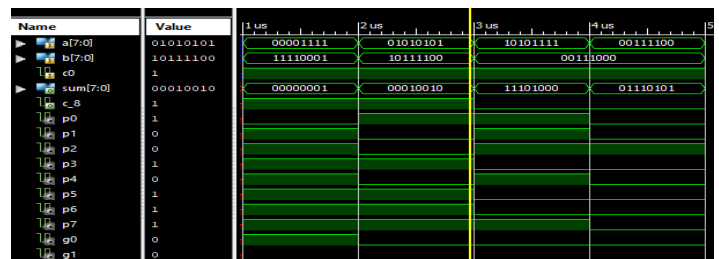 Name Value 1 us 2 us 3 us 4 us 5
a[7:0] 01010101 00001111 01010101 10101111 00111100
b[7:0] 10111100 11110001 10111100 00111000
c0 1
sum[7:0] 00010010 00000001 00010010 11101000 01110101
c_8 1
p0 1
p1 0
p2 0
p3 1
p4 0
p5 1
p6 1
p7 1
g0 0
g1 0